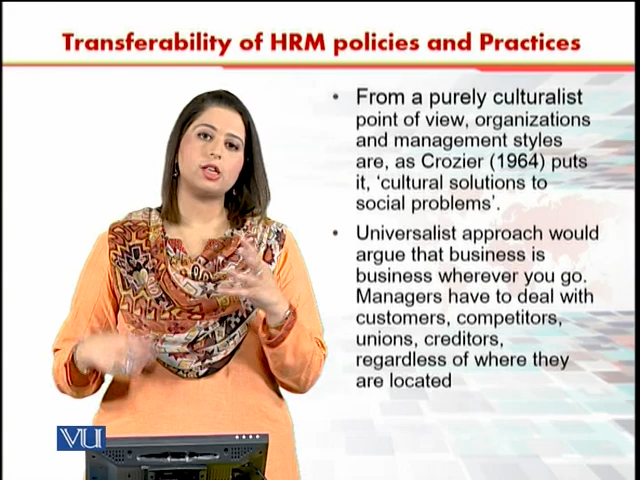 Transferability of HRM policies and Practices
• From a purely culturalist
point of view, organizations
and management styles
are, as Crozier (1964) puts
it, ‘cultural solutions to
social problems’.
• Universalist approach would
argue that business is
business wherever you go.
Managers have to deal with
customers, competitors,
unions, creditors,
regardless of where they
are located
VU